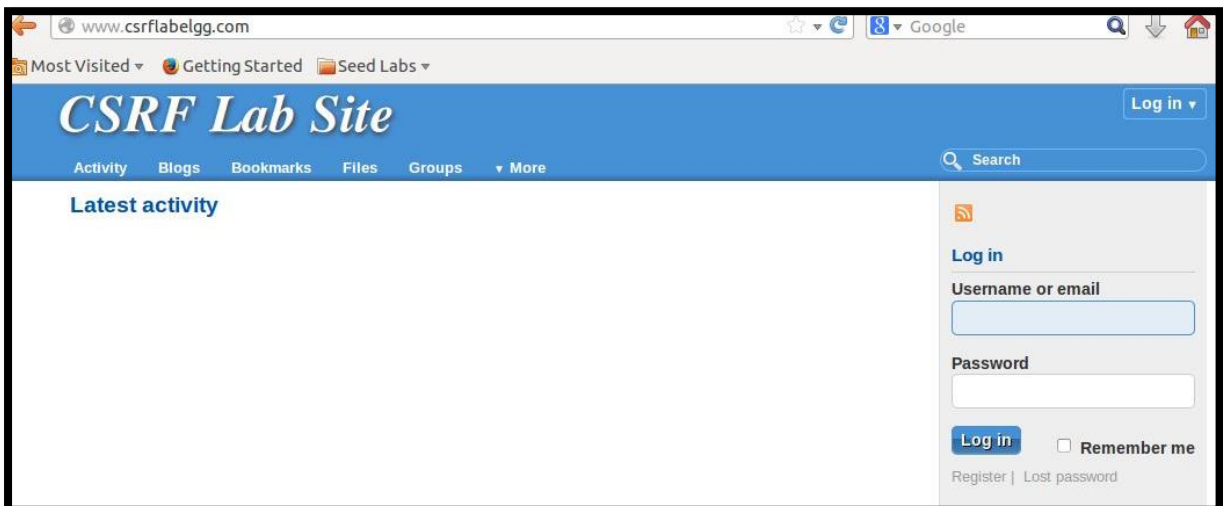 www.csrflabelgg.com
Google
Most Visited
Getting Started
Seed Labs
CSRF Lab Site
Log in
Activity
Blogs
Bookmarks
Files
Groups
More
Search
Latest activity
Log in
Username or email
Password
Log in
Remember me
Register | Lost password